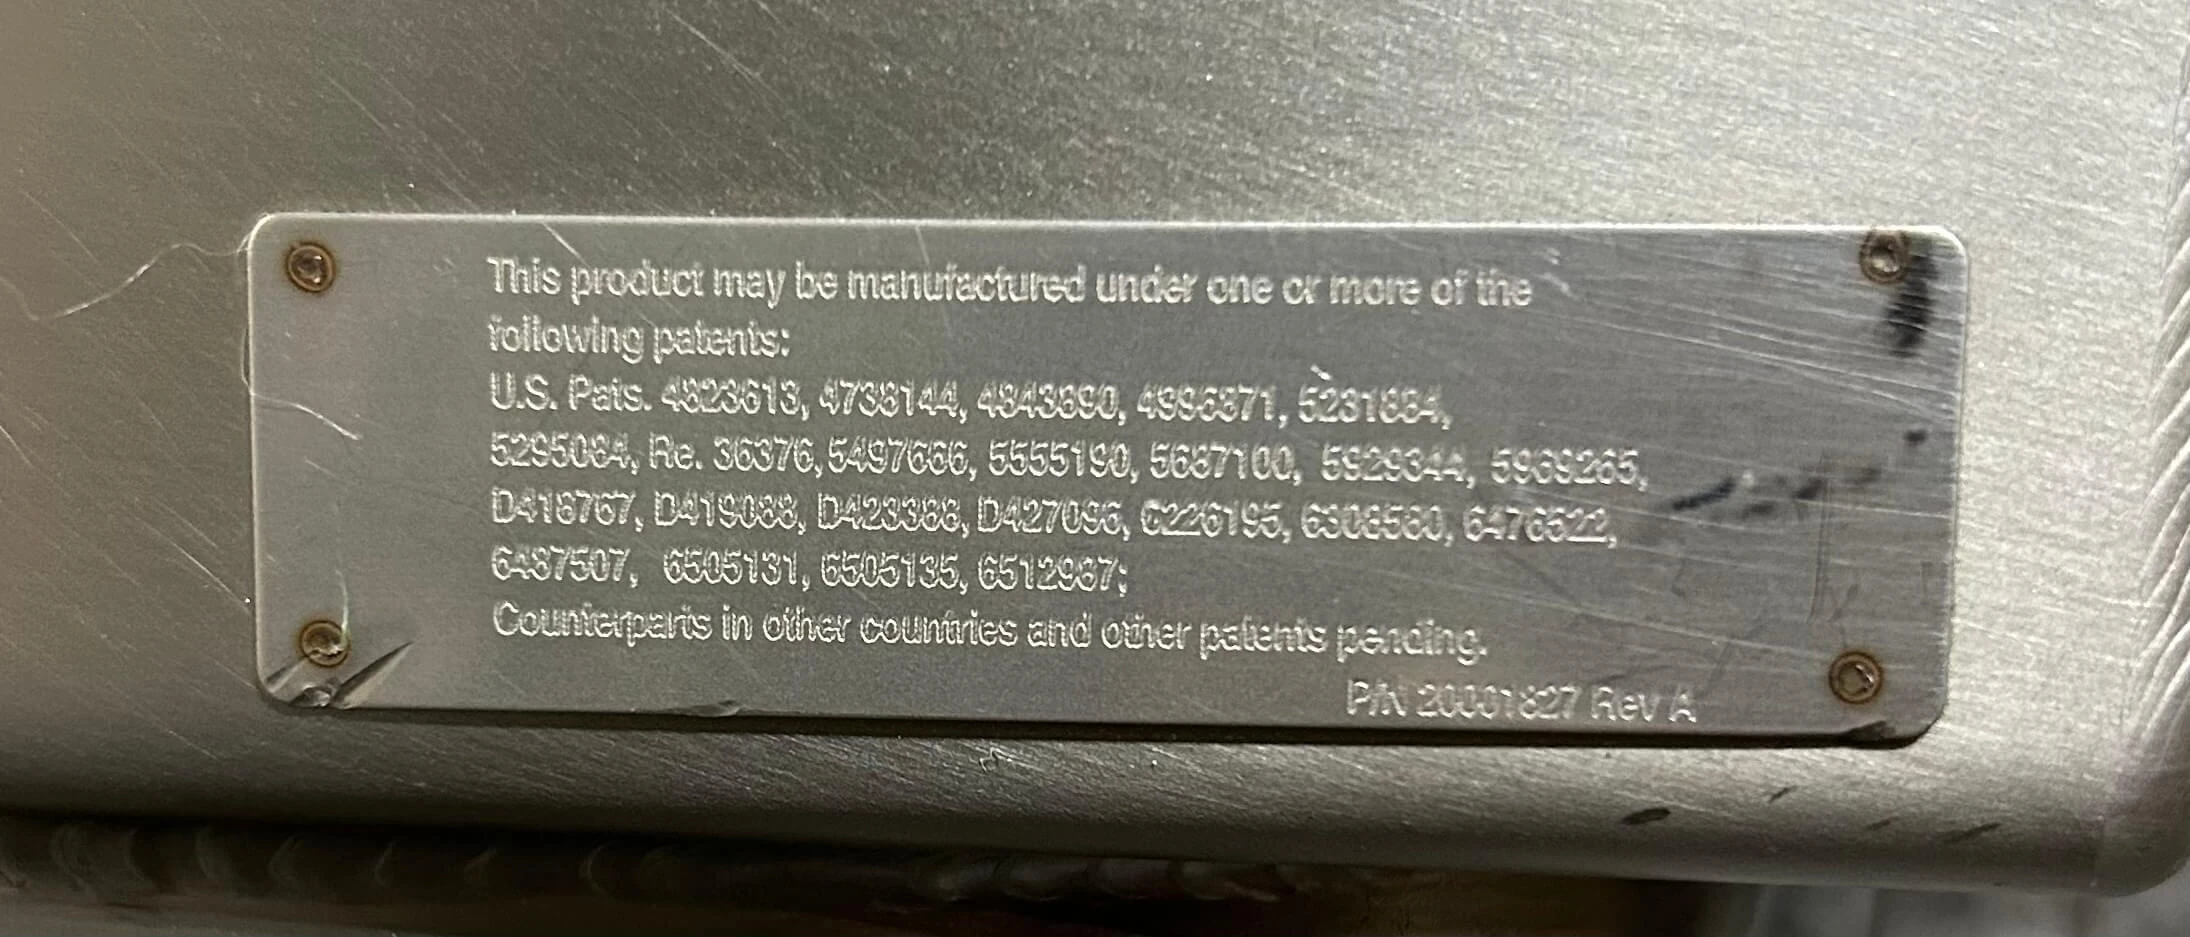 This product may be manufactured under one or more of the
following patents:
U.S. Pats. 4823613, 4738144, 4843890, 4996871, 5231884,
5295084, Re. 36376, 5497666, 5555190, 5687100, 5929344, 5969265,
D418767, D419088, D423388, D427096, 6226195, 6308580, 6476522,
6487507, 6505131, 6505135, 6512987;
Counterparts in other countries and other patents pending.
P/N 20001827 Rev A